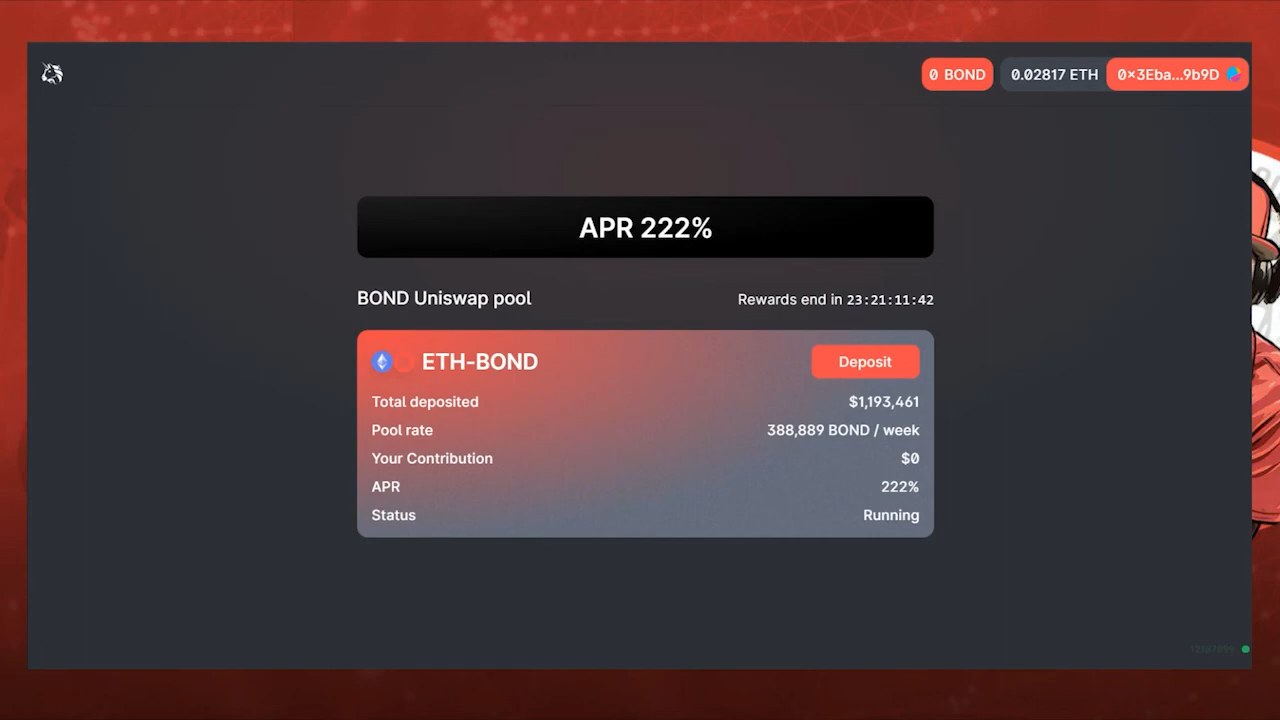 0 BOND 0.02817 ETH 0×3Eba...9b9D
APR 222%
BOND Uniswap pool Rewards end in 23:21:11:42
ETH-BOND Deposit
Total deposited $1,193,461
Pool rate 388,889 BOND / week
Your Contribution $0
APR 222%
Status Running